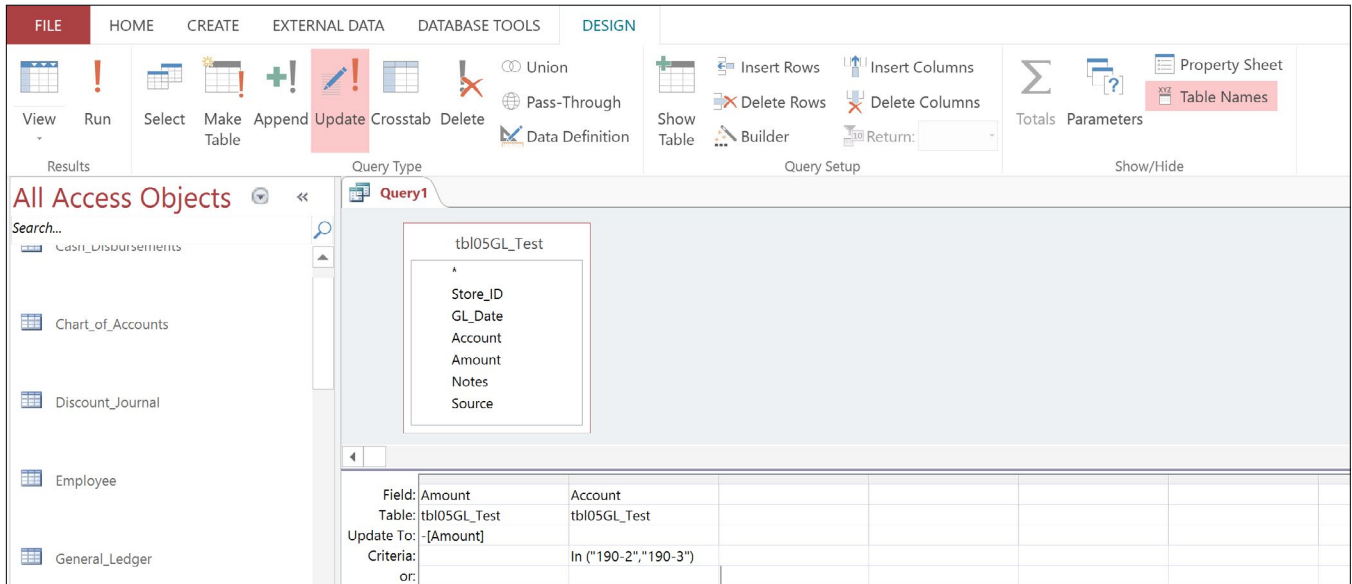 FILE HOME CREATE EXTERNAL DATA DATABASE TOOLS DESIGN
View
Run
Select
Make
Table
Append
Update
Crosstab
Delete
Union
Pass-Through
Data Definition
Show
Table
Insert Rows
Delete Rows
Builder
Insert Columns
Delete Columns
Return:
Totals
Parameters
Property Sheet
XYZ
Table Names
Results
Query Type
Query Setup
Show/Hide
All Access Objects «
Search...
Cash_Disbursements
Chart_of_Accounts
Discount_Journal
Employee
General_Ledger
Query1
tbl05GL_Test
*
Store_ID
GL_Date
Account
Amount
Notes
Source
Field: Amount Account
Table: tbl05GL_Test tbl05GL_Test
Update To: -[Amount]
Criteria: In ("190-2","190-3")
or: